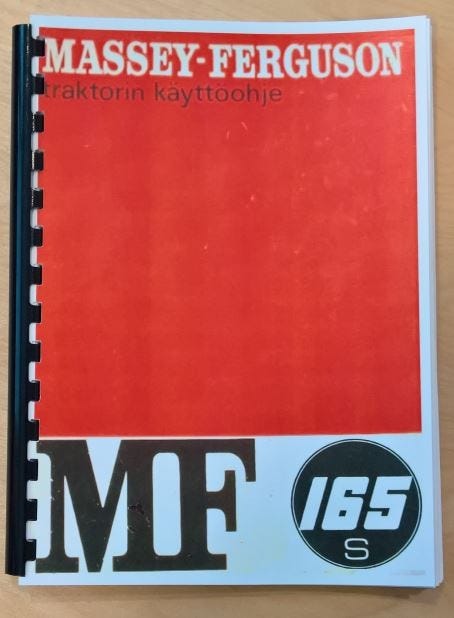 MASSEY-FERGUSON
traktorin käyttöohje
MF
165
S